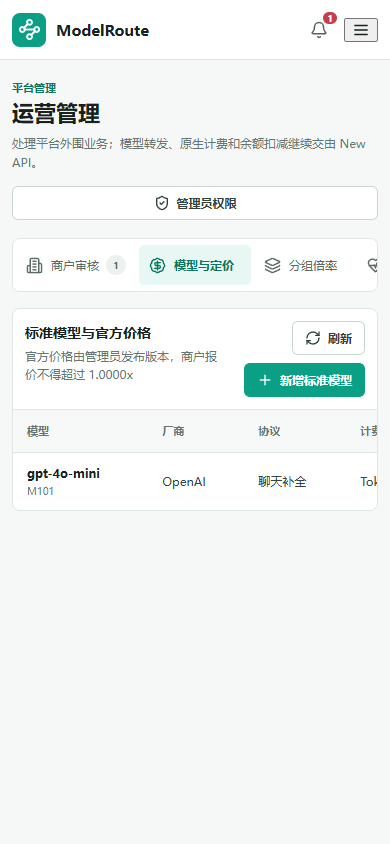 ModelRoute
1
平台管理
运营管理
处理平台外围业务；模型转发、原生计费和余额扣减继续交由 New
API。
管理员权限
商户审核 1 模型与定价 分组倍率
标准模型与官方价格
官方价格由管理员发布版本，商户报
价不得超过 1.0000x
刷新
新增标准模型
模型 厂商 协议 计费
gpt-4o-mini OpenAI 聊天补全 Tok
M101